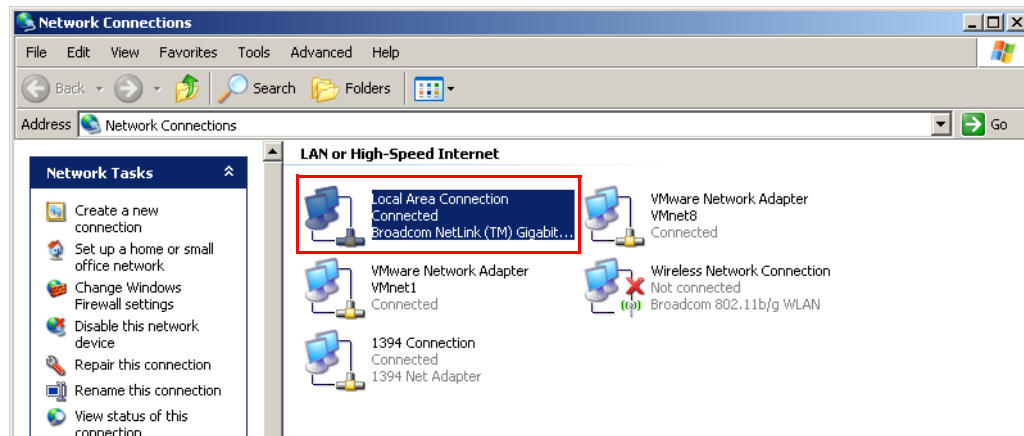 Network Connections
File Edit View Favorites Tools Advanced Help
Back Search Folders
Address Network Connections Go
Network Tasks
Create a new
connection
Set up a home or small
office network
Change Windows
Firewall settings
Disable this network
device
Repair this connection
Rename this connection
View status of this
connection
LAN or High-Speed Internet
Local Area Connection
Connected
Broadcom NetLink (TM) Gigabit...
VMware Network Adapter
VMnet8
Connected
VMware Network Adapter
VMnet1
Connected
Wireless Network Connection
Not connected
Broadcom 802.11b/g WLAN
1394 Connection
Connected
1394 Net Adapter